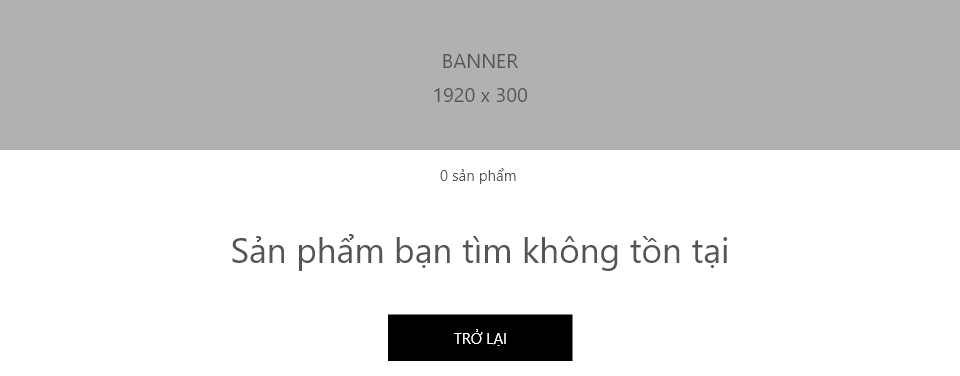 BANNER
1920 x 300
0 sản phẩm
Sản phẩm bạn tìm không tồn tại
TRỞ LẠI